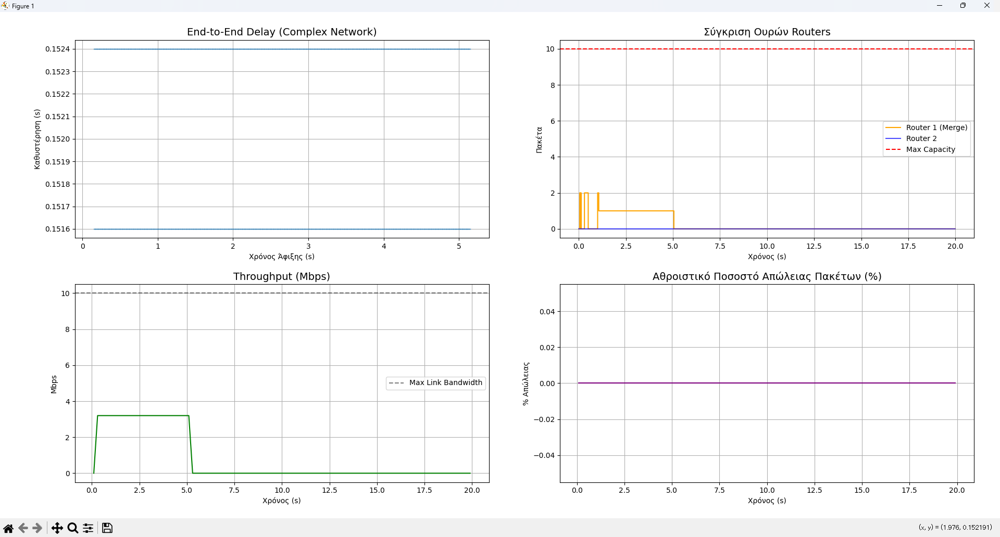 Figure 1
End-to-End Delay (Complex Network)
0.1524
0.1523
0.1522
0.1521
0.1520
0.1519
0.1518
0.1517
0.1516
Καθυστέρηση (s)
0 1 2 3 4 5
Χρόνος Άφιξης (s)
Σύγκριση Ουρών Routers
10
8
6
4
2
0
Πακέτα
Router 1 (Merge)
Router 2
Max Capacity
0.0 2.5 5.0 7.5 10.0 12.5 15.0 17.5 20.0
Χρόνος (s)
Throughput (Mbps)
10
8
6
4
2
0
Mbps
Max Link Bandwidth
0.0 2.5 5.0 7.5 10.0 12.5 15.0 17.5 20.0
Χρόνος (s)
Αθροιστικό Ποσοστό Απώλειας Πακέτων (%)
0.04
0.02
0.00
−0.02
−0.04
% Απώλειας
0.0 2.5 5.0 7.5 10.0 12.5 15.0 17.5 20.0
Χρόνος (s)
(x, y) = (1.976, 0.152191)